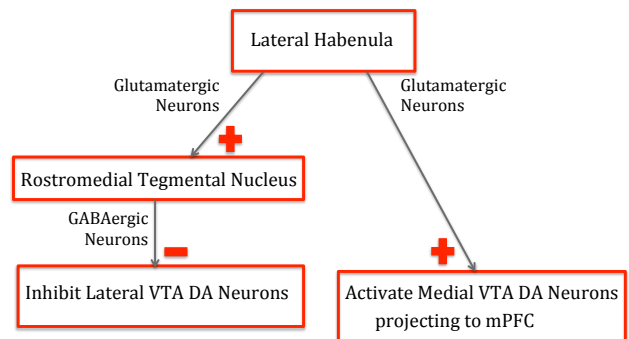 Lateral Habenula
Glutamatergic
Neurons
Glutamatergic
Neurons
Rostromedial Tegmental Nucleus
GABAergic
Neurons
Inhibit Lateral VTA DA Neurons
Activate Medial VTA DA Neurons
projecting to mPFC